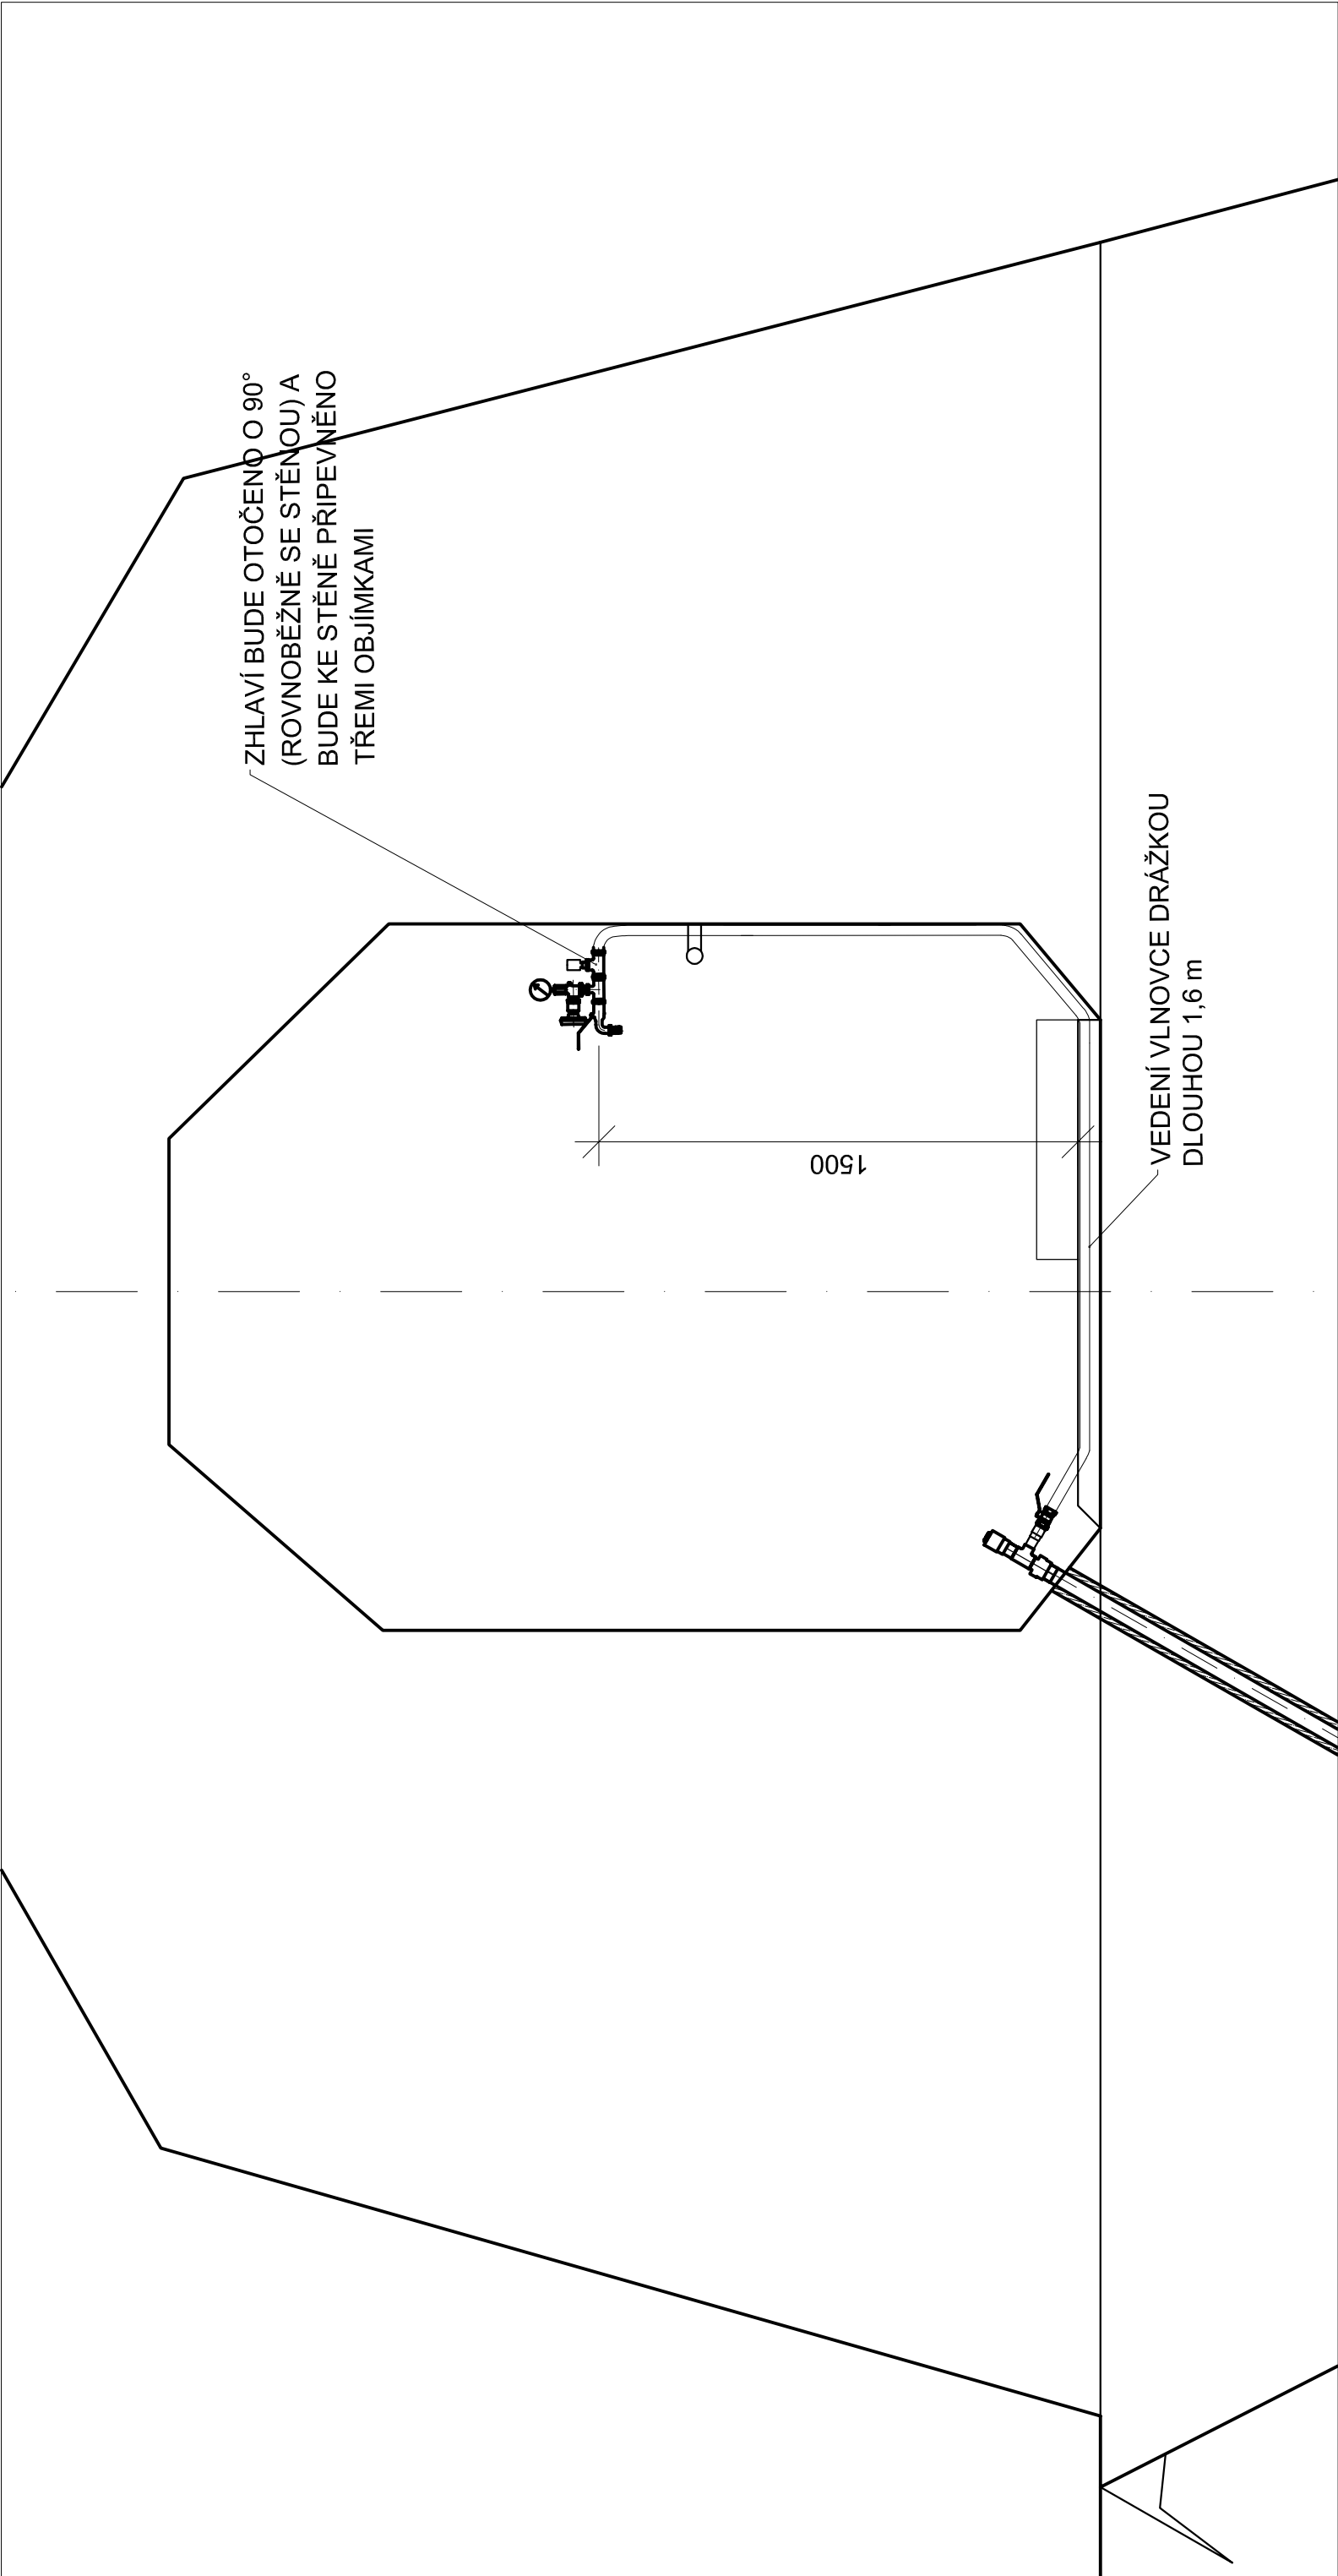 ZHLAVÍ BUDE OTOČENO O 90°
(ROVNOBĚŽNĚ SE STĚNOU) A
BUDE KE STĚNĚ PŘIPEVNĚNO
TŘEMI OBJÍMKAMI
1500
VEDENÍ VLNOVCE DRÁŽKOU
DLOUHOU 1,6 m